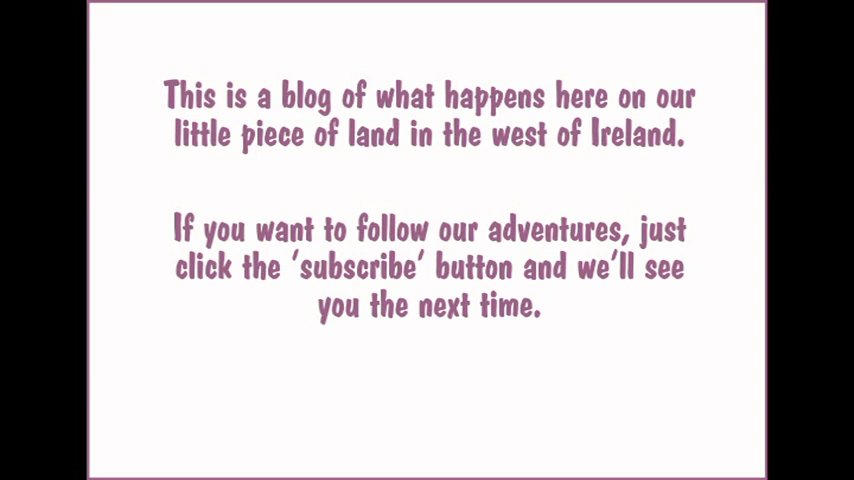 This is a blog of what happens here on our
little piece of land in the west of Ireland.
If you want to follow our adventures, just
click the ‘subscribe’ button and we’ll see
you the next time.